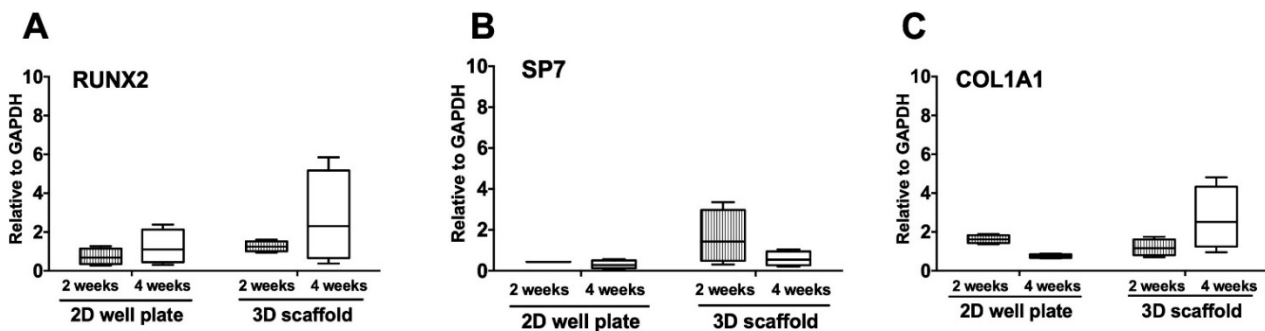 A
RUNX2
Relative to GAPDH
10
8
6
4
2
0
2 weeks 4 weeks 2 weeks 4 weeks
2D well plate 3D scaffold
B
SP7
Relative to GAPDH
10
8
6
4
2
0
2 weeks 4 weeks 2 weeks 4 weeks
2D well plate 3D scaffold
C
COL1A1
Relative to GAPDH
10
8
6
4
2
0
2 weeks 4 weeks 2 weeks 4 weeks
2D well plate 3D scaffold